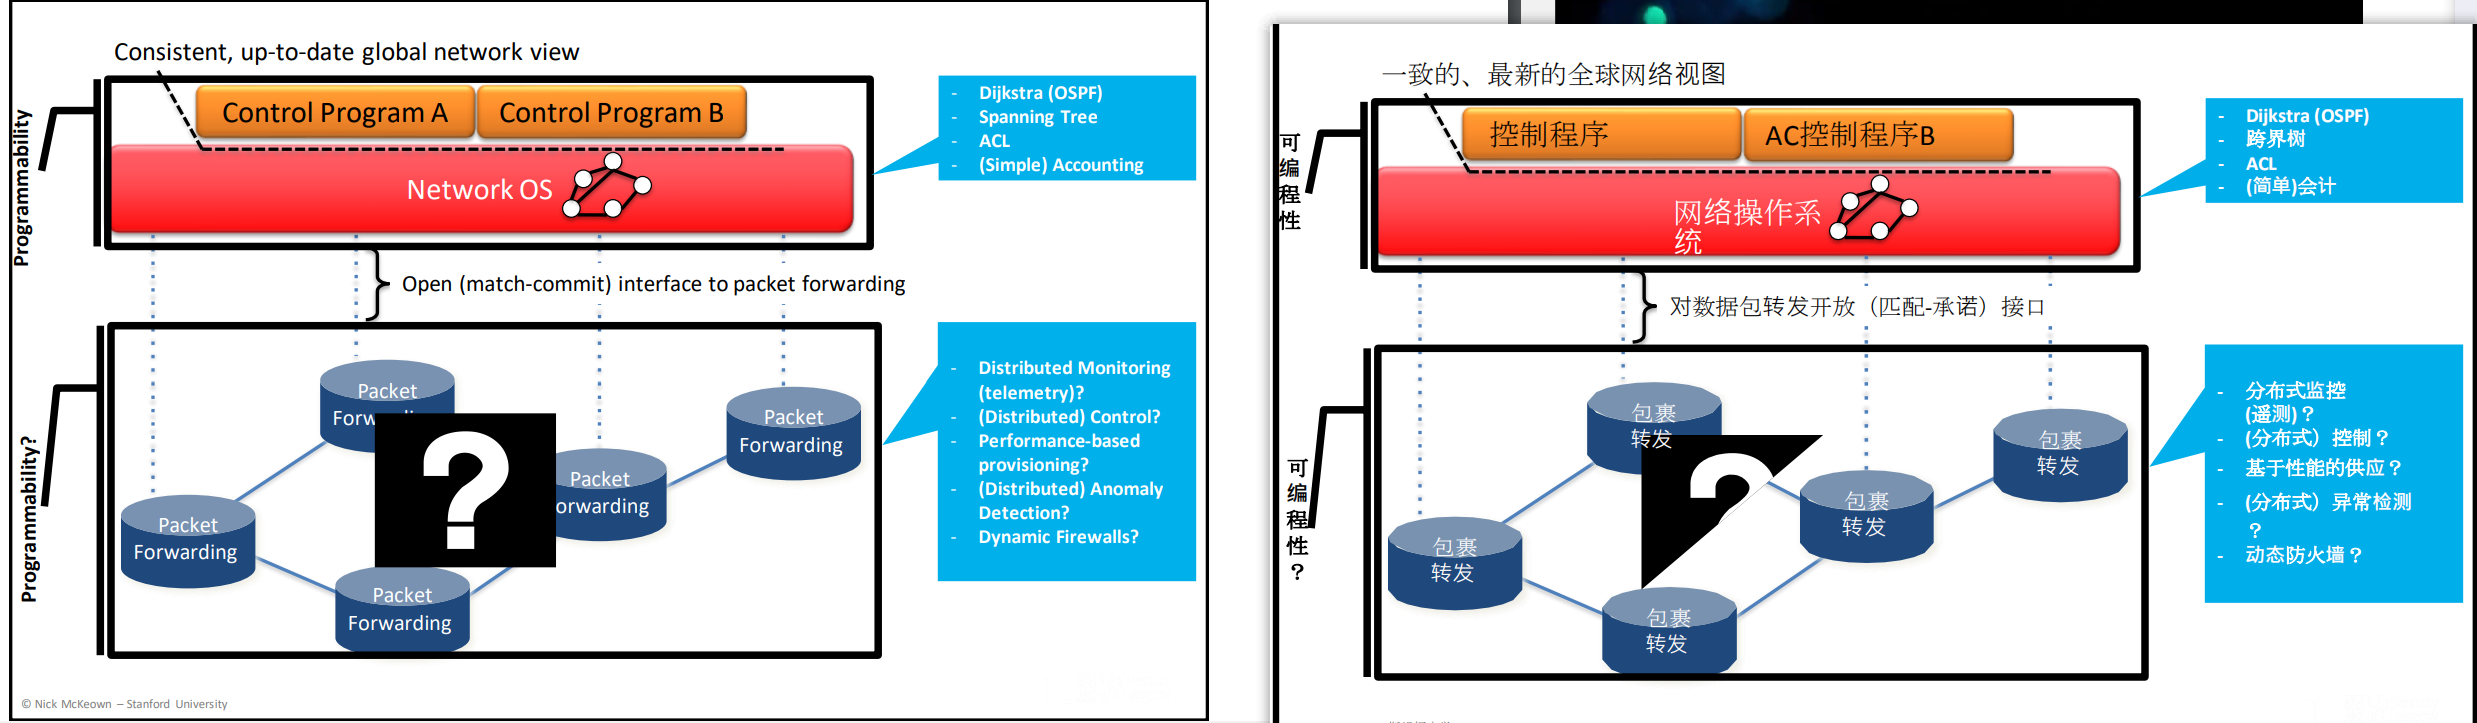 Consistent, up-to-date global network view
Programmability
Control Program A
Control Program B
Network OS
- Dijkstra (OSPF)
- Spanning Tree
- ACL
- (Simple) Accounting
Open (match-commit) interface to packet forwarding
Programmability?
Packet
Forw
Packet
Forwarding
Packet
orwarding
Packet
Forwarding
Packet
Forwarding
?
- Distributed Monitoring
(telemetry)?
- (Distributed) Control?
- Performance-based
provisioning?
- (Distributed) Anomaly
Detection?
- Dynamic Firewalls?
© Nick McKeown – Stanford University
一致的、最新的全球网络视图
可
编
程
性
控制程序
AC控制程序B
网络操作系
统
- Dijkstra (OSPF)
- 跨界树
- ACL
- (简单)会计
对数据包转发开放（匹配-承诺）接口
可
编
程
性
？
包裹
转发
包裹
转发
包裹
转发
包裹
转发
包裹
转发
?
- 分布式监控
(遥测)？
- (分布式）控制？
- 基于性能的供应？
- (分布式）异常检测
？
- 动态防火墙？